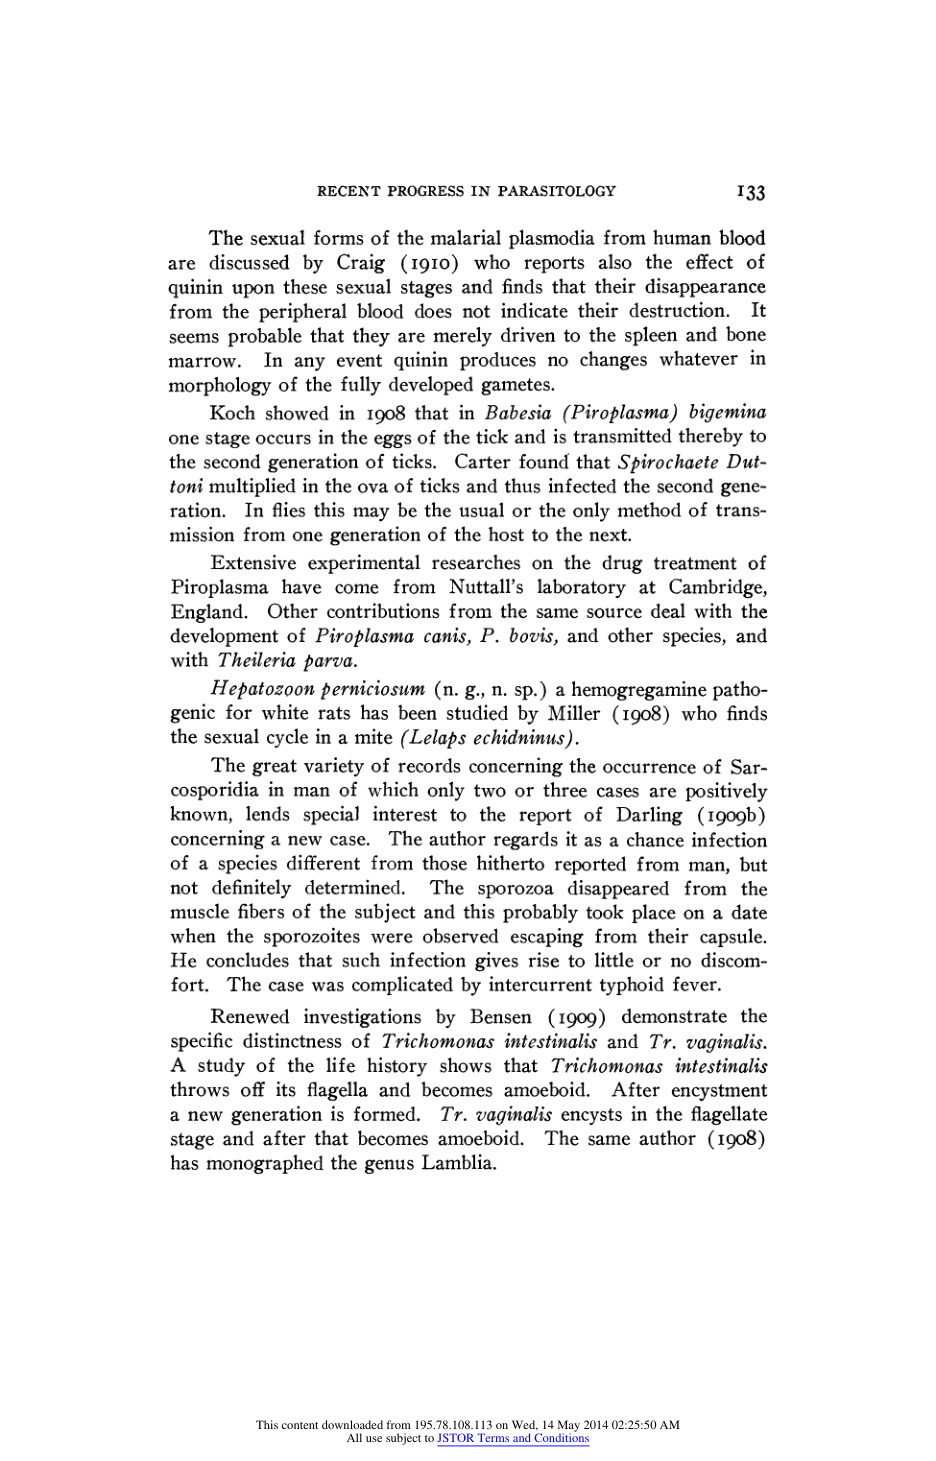 RECENT PROGRESS IN PARASITOLOGY 133
The sexual forms of the malarial plasmodia from human blood
are discussed by Craig (1910) who reports also the effect of
quinin upon these sexual stages and finds that their disappearance
from the peripheral blood does not indicate their destruction. It
seems probable that they are merely driven to the spleen and bone
marrow. In any event quinin produces no changes whatever in
morphology of the fully developed gametes.
Koch showed in 1908 that in Babesia (Piroplasma) bigemina
one stage occurs in the eggs of the tick and is transmitted thereby to
the second generation of ticks. Carter found that Spirochaete Dut-
toni multiplied in the ova of ticks and thus infected the second gene-
ration. In flies this may be the usual or the only method of trans-
mission from one generation of the host to the next.
Extensive experimental researches on the drug treatment of
Piroplasma have come from Nuttall's laboratory at Cambridge,
England. Other contributions from the same source deal with the
development of Piroplasma canis, P. bovis, and other species, and
with Theileria parva.
Hepatozoon perniciosum (n. g., n. sp.) a hemogregamine patho-
genic for white rats has been studied by Miller (1908) who finds
the sexual cycle in a mite (Lelaps echidninus).
The great variety of records concerning the occurrence of Sar-
cosporidia in man of which only two or three cases are positively
known, lends special interest to the report of Darling (1909b)
concerning a new case. The author regards it as a chance infection
of a species different from those hitherto reported from man, but
not definitely determined. The sporozoa disappeared from the
muscle fibers of the subject and this probably took place on a date
when the sporozoites were observed escaping from their capsule.
He concludes that such infection gives rise to little or no discom-
fort. The case was complicated by intercurrent typhoid fever.
Renewed investigations by Bensen (1909) demonstrate the
specific distinctness of Trichomonas intestinalis and Tr. vaginalis.
A study of the life history shows that Trichomonas intestinalis
throws off its flagella and becomes amoeboid. After encystment
a new generation is formed. Tr. vaginalis encysts in the flagellate
stage and after that becomes amoeboid. The same author (1908)
has monographed the genus Lamblia.
This content downloaded from 195.78.108.113 on Wed, 14 May 2014 02:25:50 AM
All use subject to JSTOR Terms and Conditions